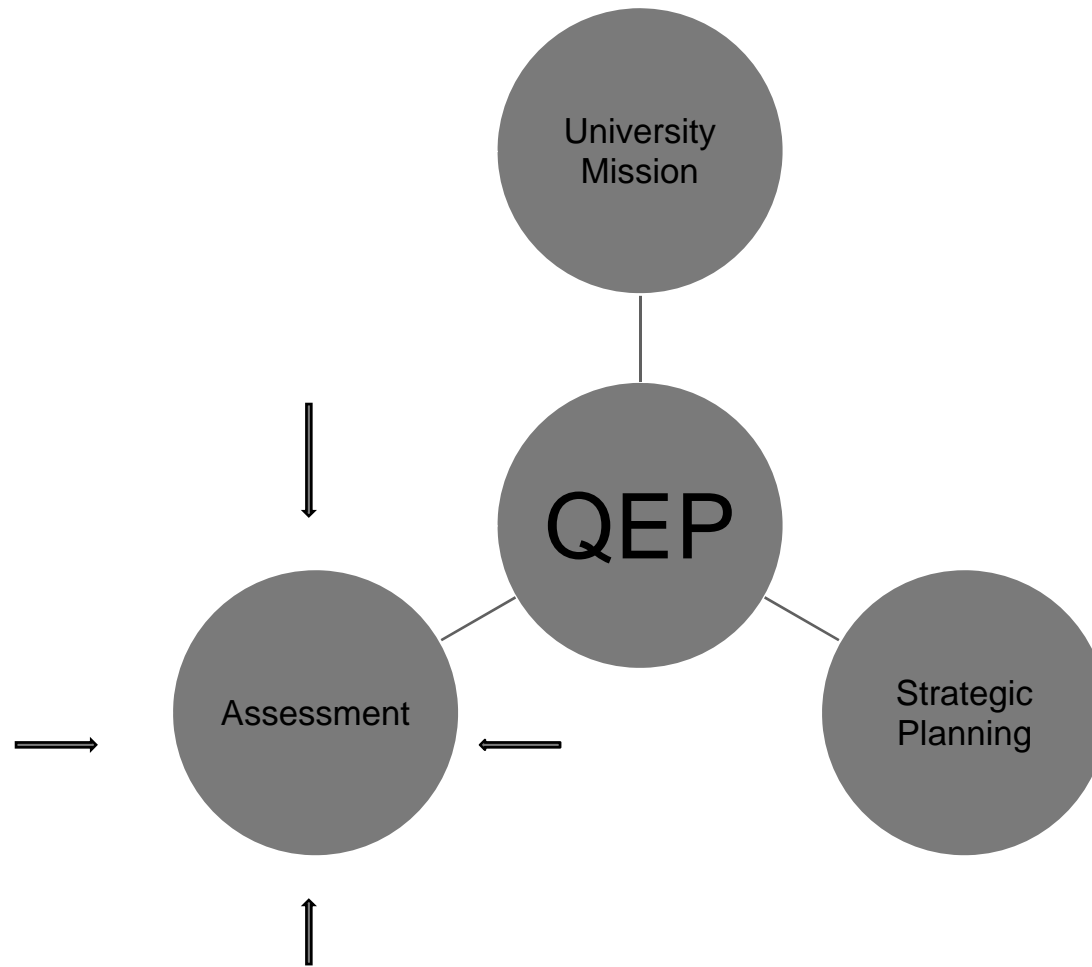 University
Mission
QEP
Assessment
Strategic
Planning